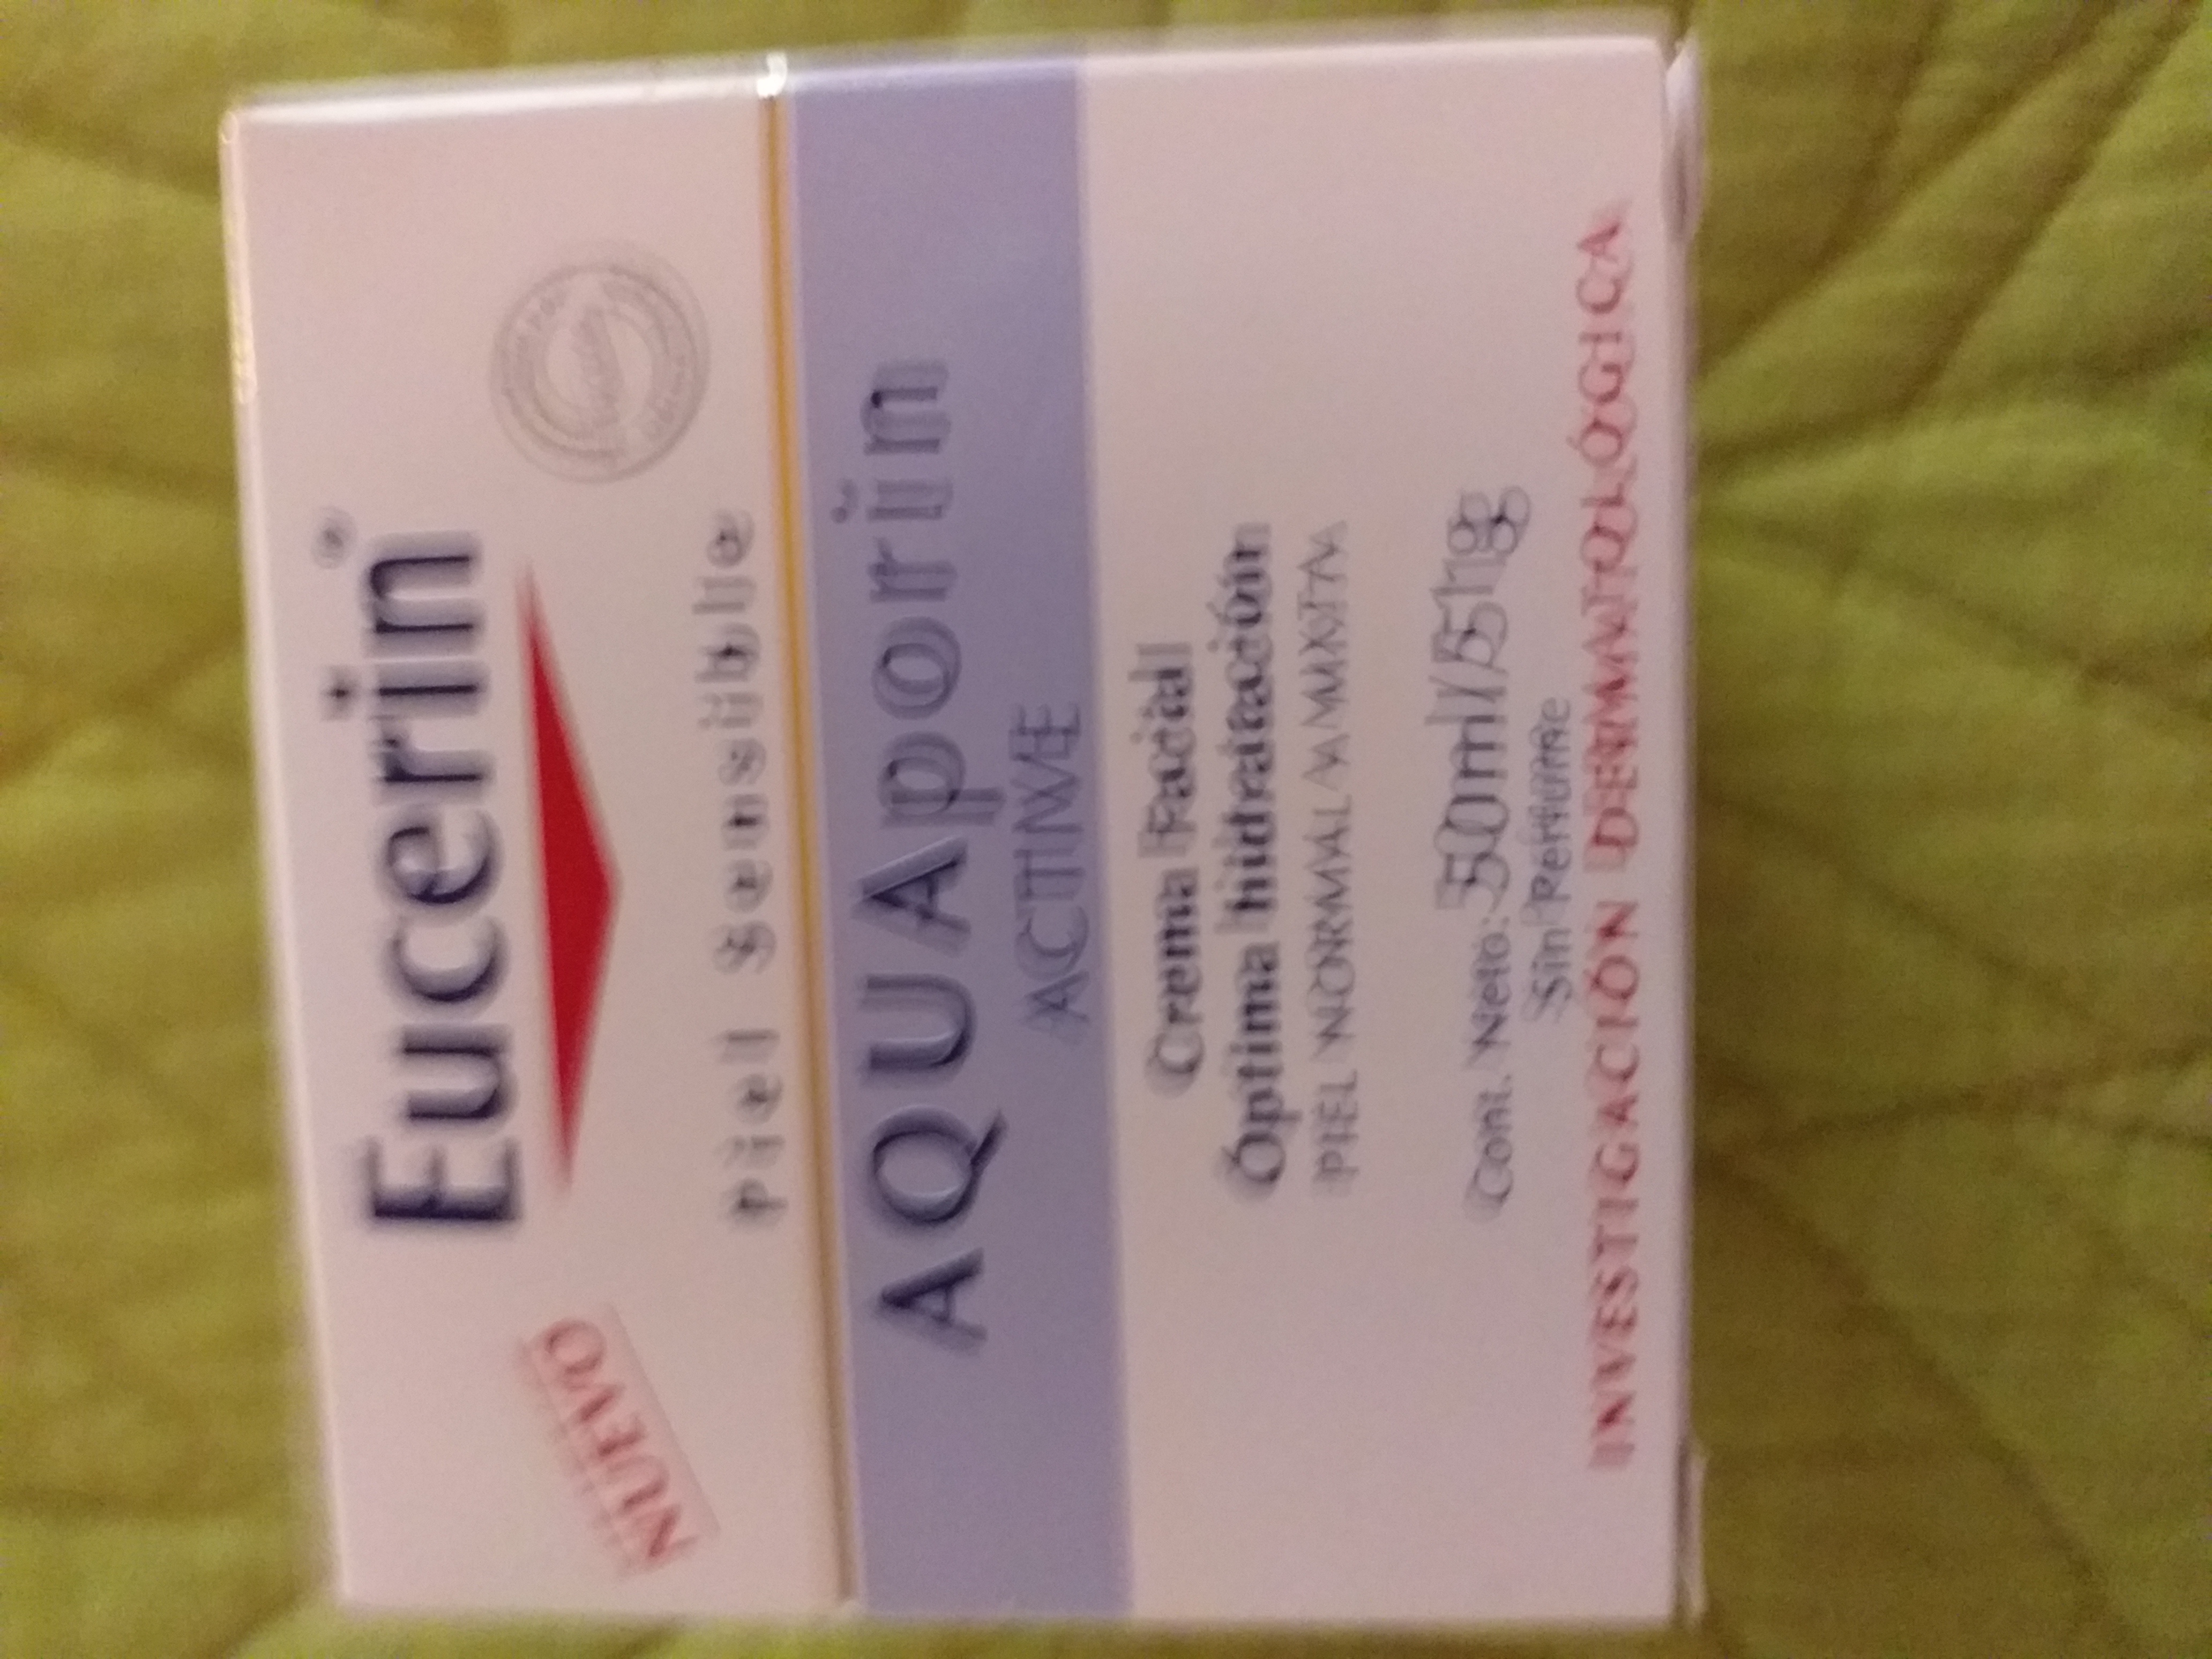 Eucerin®
NUEVO
Piel Sensible
AQUAporin
ACTIVE
Crema Facial
Óptima hidratación
PIEL NORMAL A MIXTA
Cont. Neto: 50ml/51g
Sin Perfume
INVESTIGACIÓN DERMATOLÓGICA